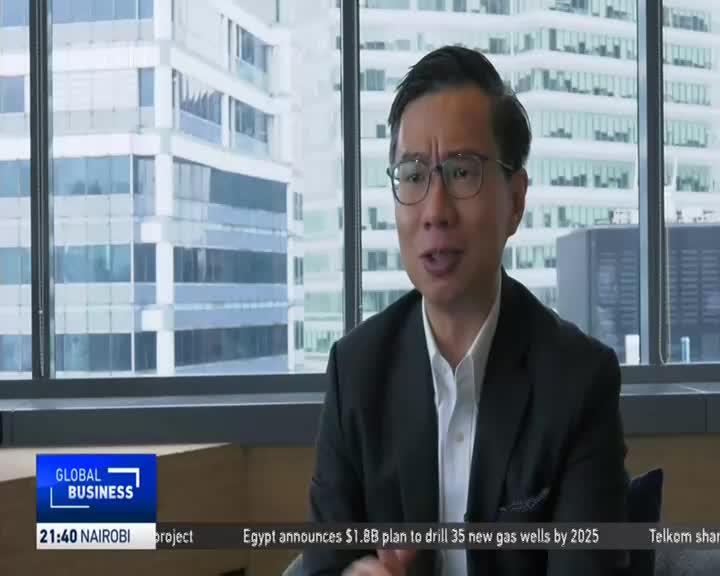 GLOBAL
BUSINESS
21:40 NAIROBI
project Egypt announces $1.8B plan to drill 35 new gas wells by 2025 Telkom shar